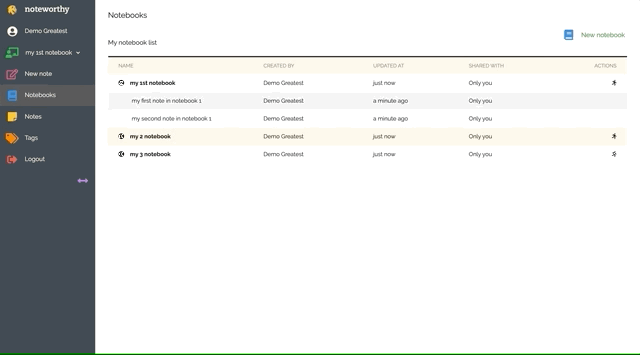 noteworthy
Demo Greatest
my 1st notebook
New note
Notebooks
Notes
Tags
Logout
Notebooks
New notebook
My notebook list
NAME CREATED BY UPDATED AT SHARED WITH ACTIONS
my 1st notebook Demo Greatest just now Only you
my first note in notebook 1 Demo Greatest a minute ago Only you
my second note in notebook 1 Demo Greatest a minute ago Only you
my 2 notebook Demo Greatest just now Only you
my 3 notebook Demo Greatest just now Only you